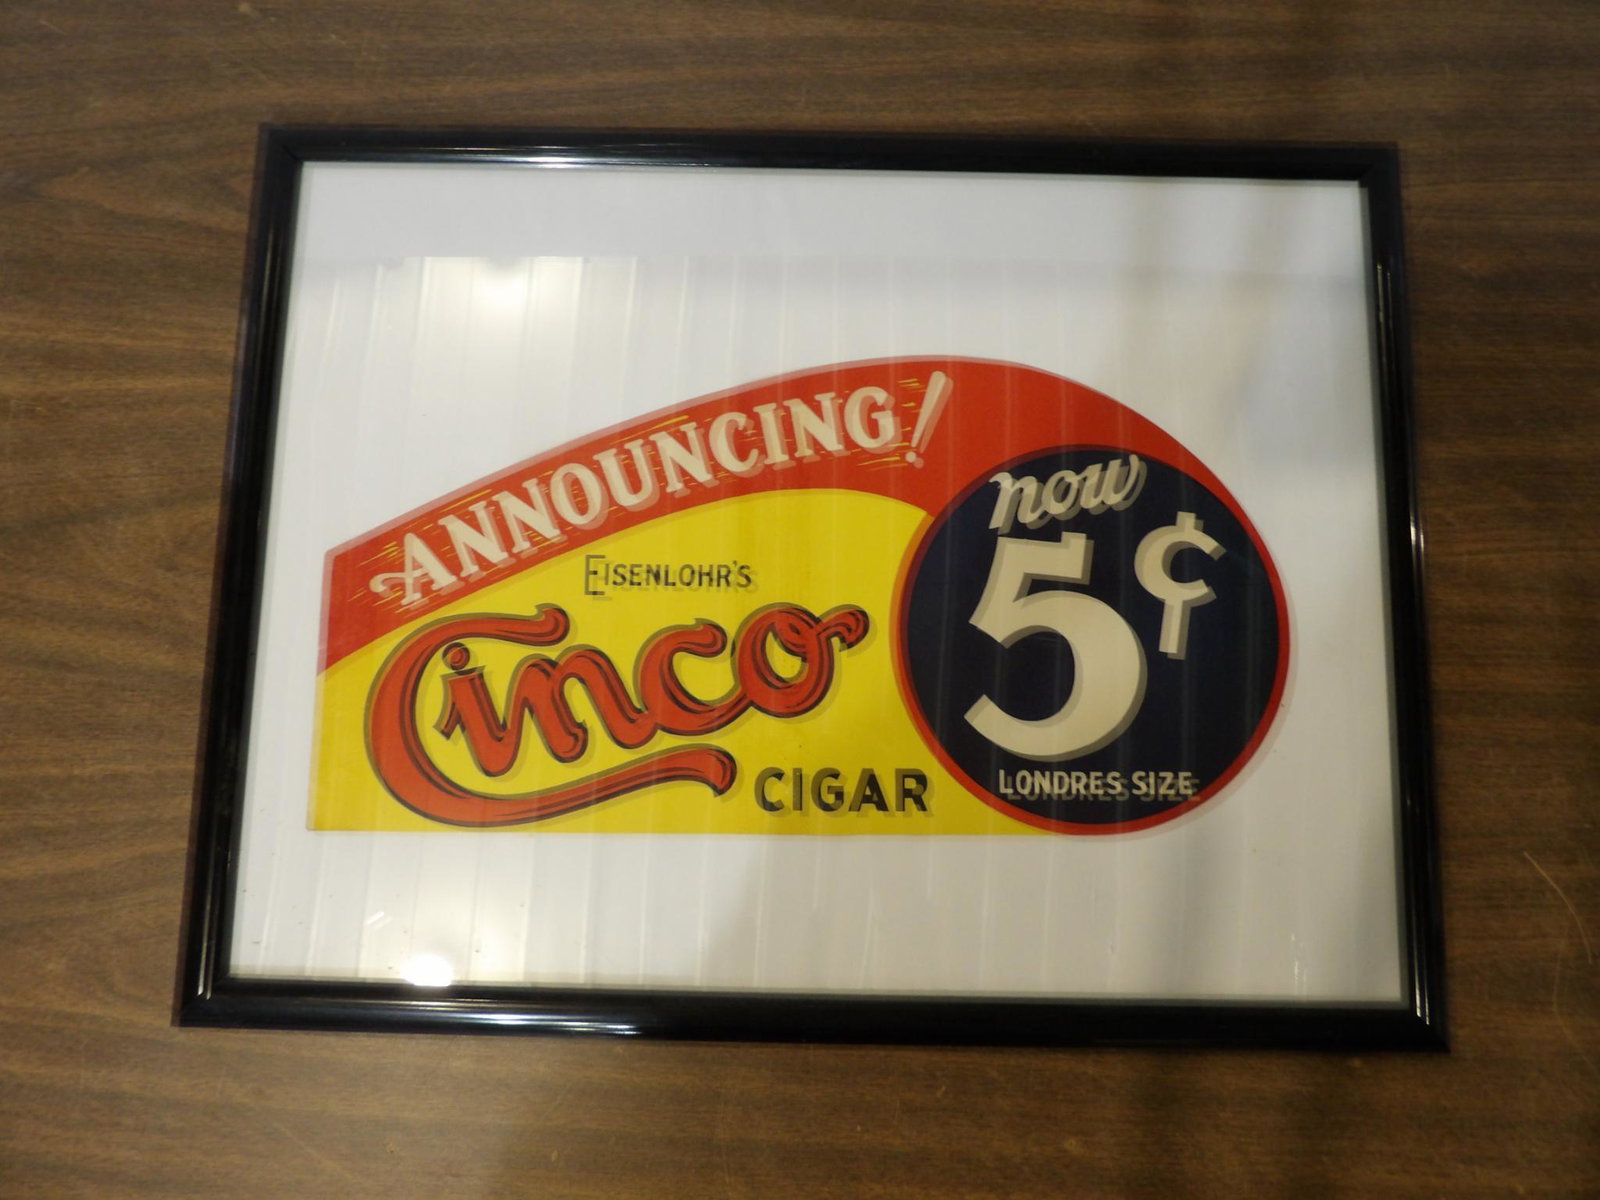 ANNOUNCING!
EISENLOHR'S
Cinco
CIGAR
now
5¢
LONDRES SIZE